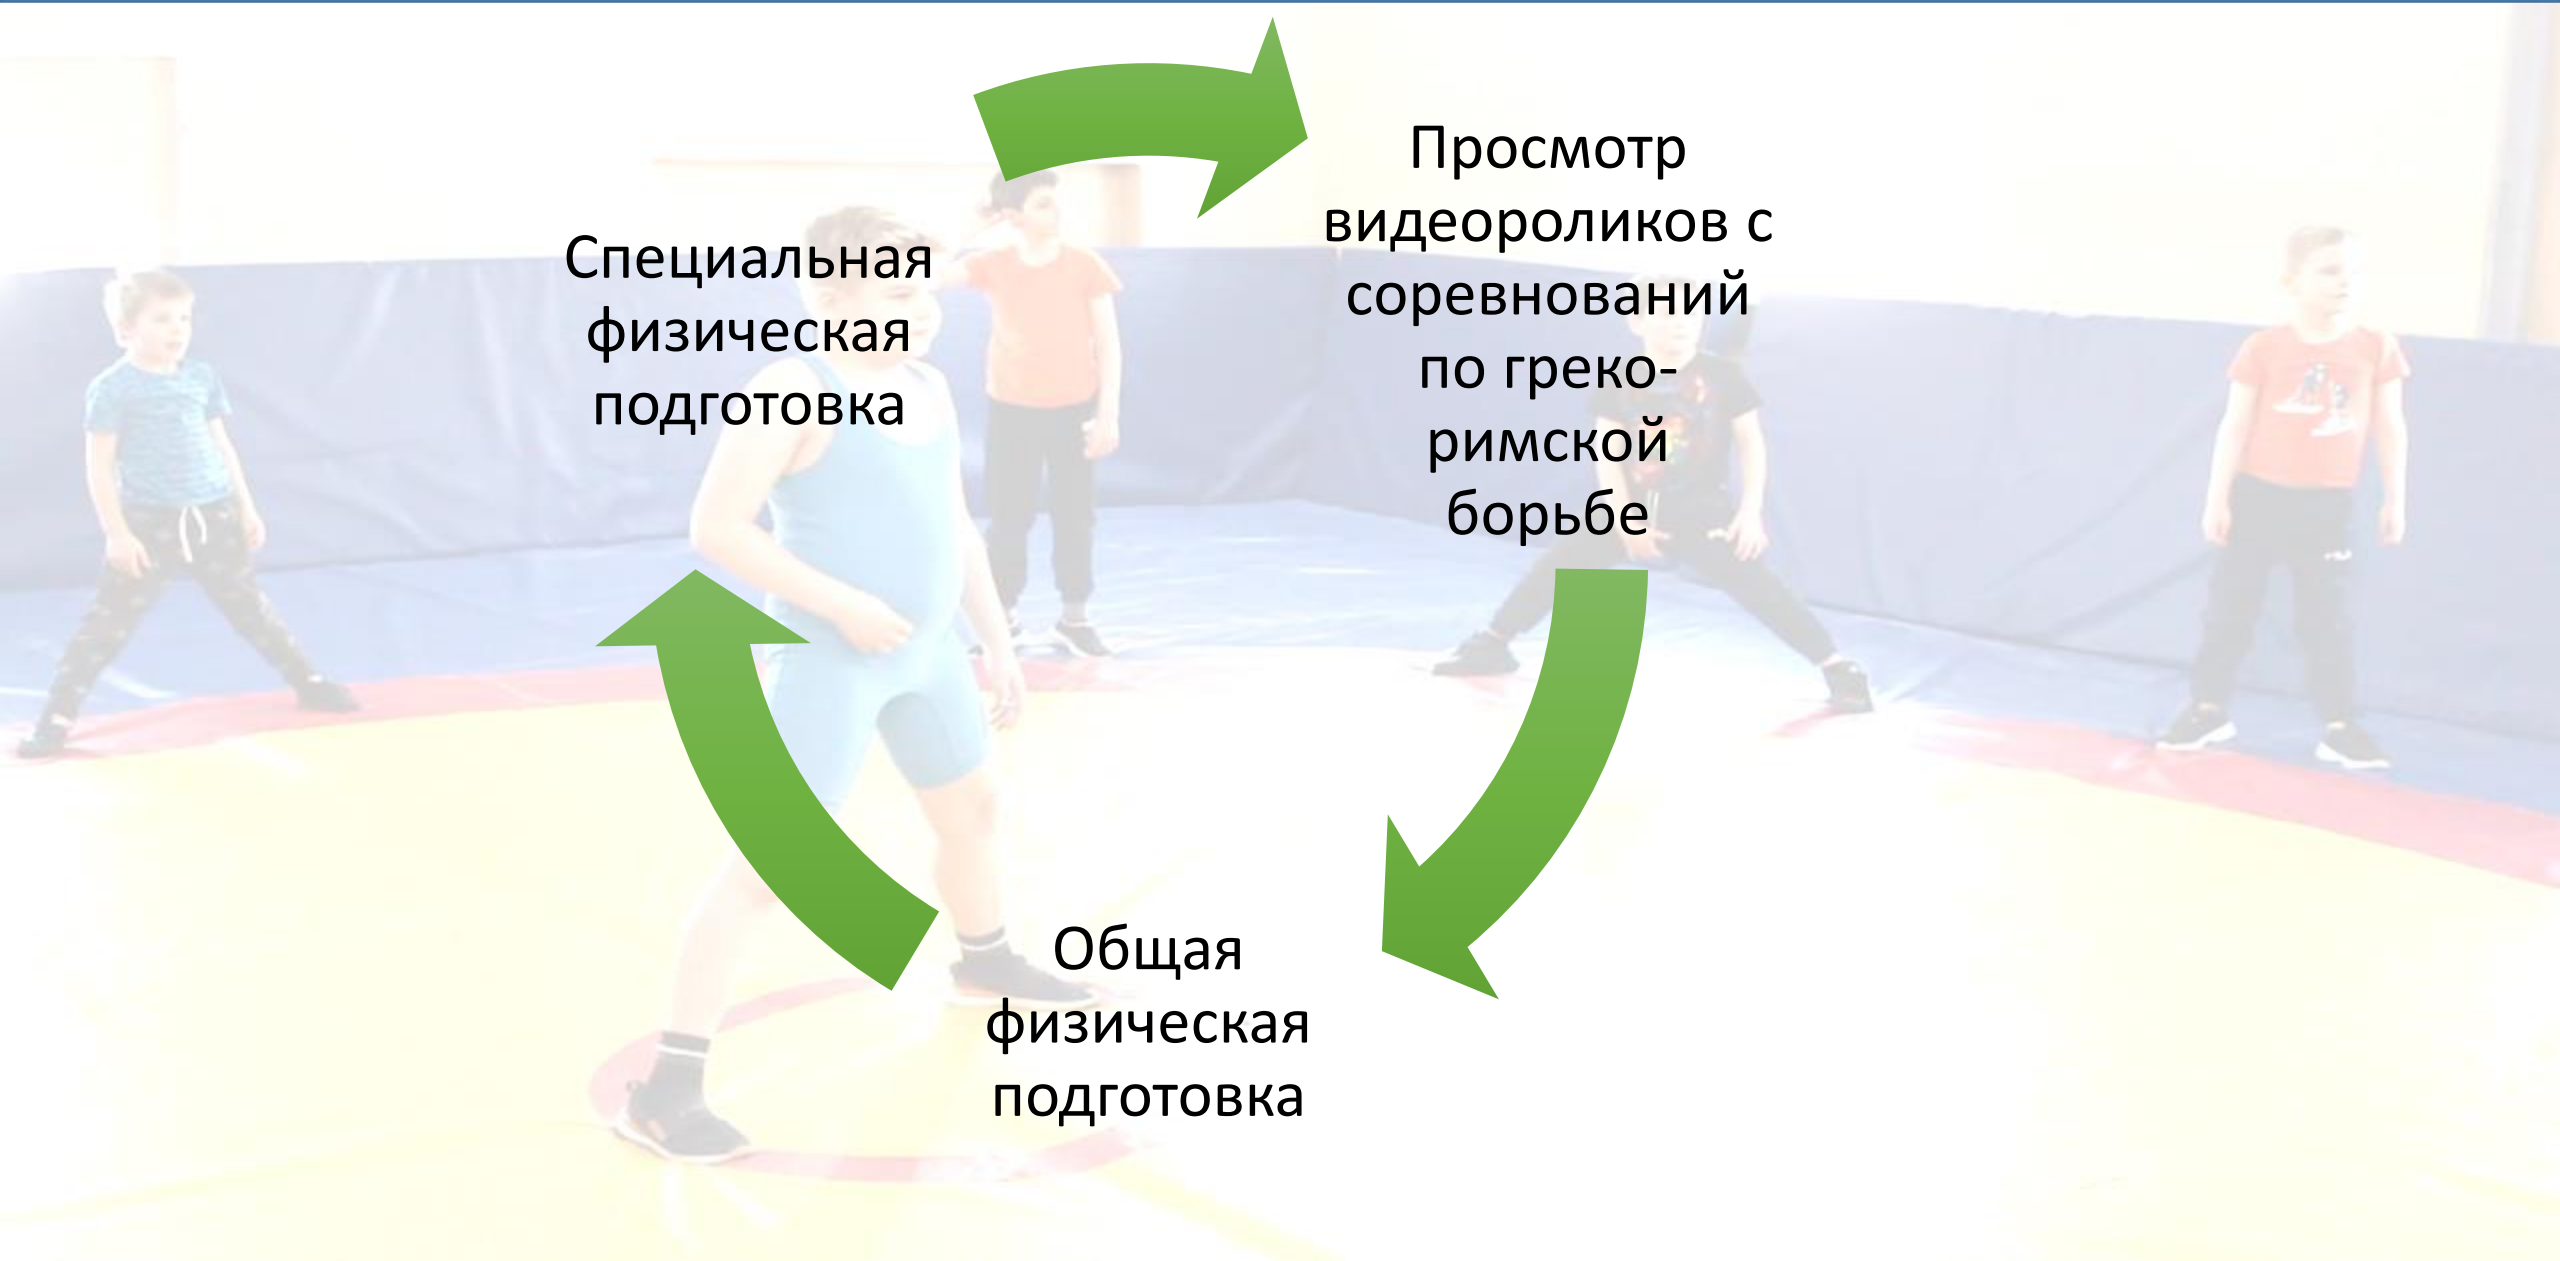 Специальная
физическая
подготовка
Просмотр
видеороликов с
соревнований
по греко-
римской
борьбе
Общая
физическая
подготовка